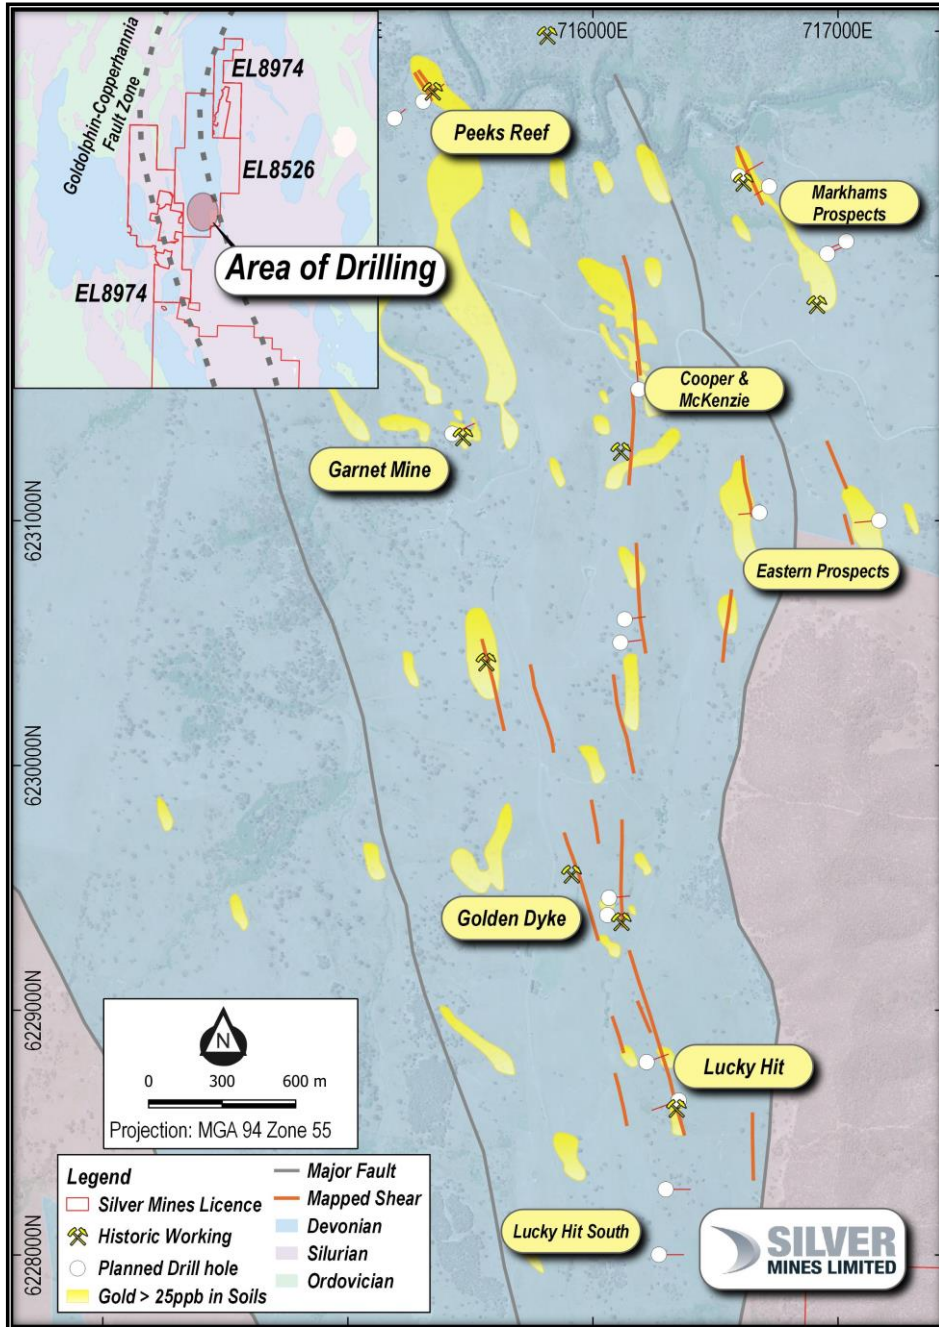 E
716000E
717000E
EL8974
Goldolphin-Copperhannia
Fault Zone
EL8526
Area of Drilling
EL8974
Peeks Reef
Markhams
Prospects
Cooper &
McKenzie
Garnet Mine
6231000N
Eastern Prospects
6230000N
Golden Dyke
6229000N
N
0 300 600 m
Projection: MGA 94 Zone 55
Lucky Hit
Legend
Silver Mines Licence
Historic Working
Planned Drill hole
Gold > 25ppb in Soils
Major Fault
Mapped Shear
Devonian
Silurian
Ordovician
Lucky Hit South
6228000N
SILVER
MINES LIMITED